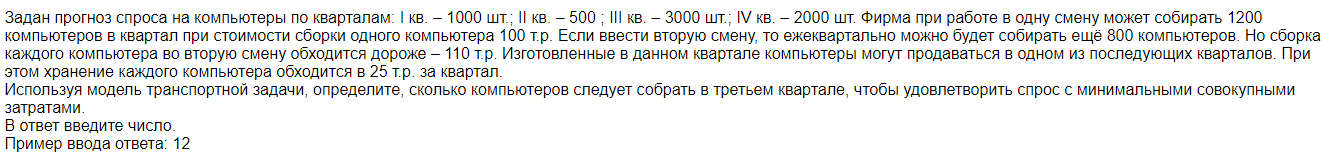 Задан прогноз спроса на компьютеры по кварталам: I кв. – 1000 шт.; II кв. – 500 ; III кв. – 3000 шт.; IV кв. – 2000 шт. Фирма при работе в одну смену может собирать 1200
компьютеров в квартал при стоимости сборки одного компьютера 100 т.р. Если ввести вторую смену, то ежеквартально можно будет собирать ещё 800 компьютеров. Но сборка
каждого компьютера во вторую смену обходится дороже – 110 т.р. Изготовленные в данном квартале компьютеры могут продаваться в одном из последующих кварталов. При
этом хранение каждого компьютера обходится в 25 т.р. за квартал.
Используя модель транспортной задачи, определите, сколько компьютеров следует собрать в третьем квартале, чтобы удовлетворить спрос с минимальными совокупными
затратами.
В ответ введите число.
Пример ввода ответа: 12